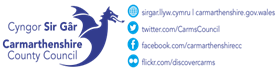 Cyngor Sir Gâr
Carmarthenshire
County Council
sirgar.llyw.cymru | carmarthenshire.gov.wales
twitter.com/CarmsCouncil
facebook.com/carmarthenshirecc
flickr.com/discovercarms